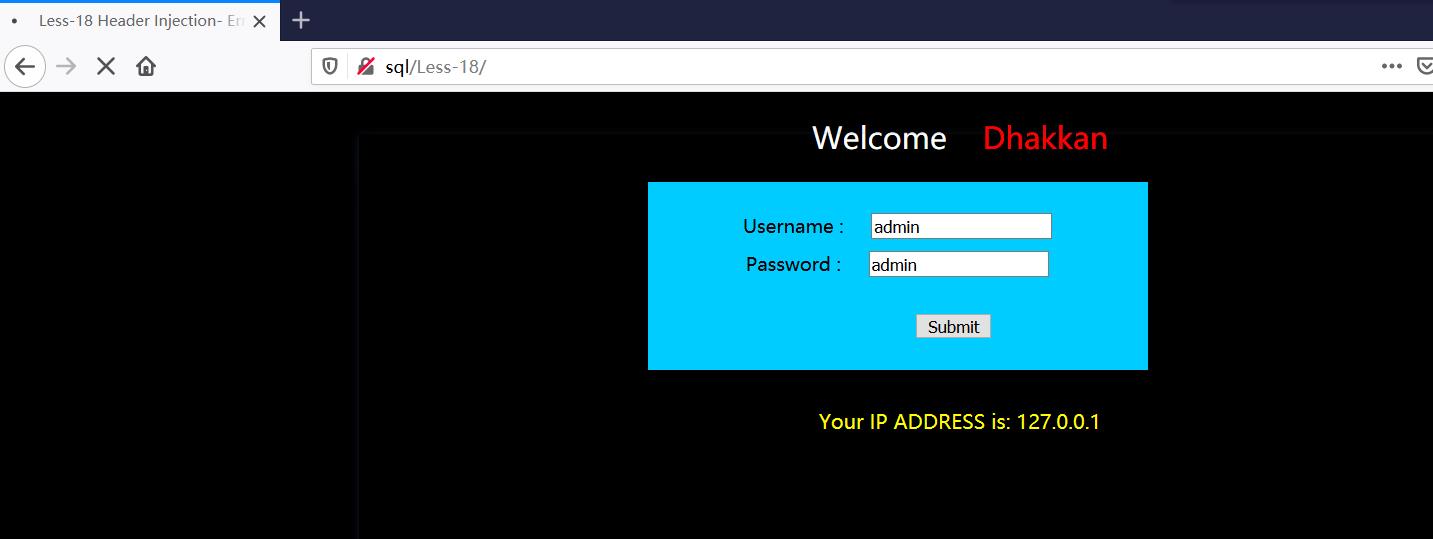 Less-18 Header Injection- Er
sql/Less-18/
Welcome Dhakkan
Username : admin
Password : admin
Submit
Your IP ADDRESS is: 127.0.0.1